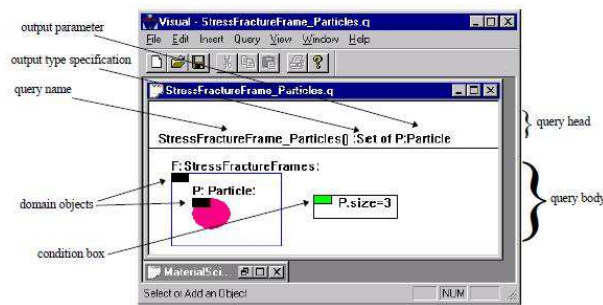 output parameter
output type specification
query name
domain objects
condition box
Visual - StressFractureFrame_Particles.q
File Edit Insert Query View Window Help
StressFractureFrame_Particles.q
StressFractureFrame_Particles() :Set of P:Particle
F: StressFractureFrames:
P: Particle:
P.size=3
MaterialSci...
Select or Add an Object
NUM
query head
query body